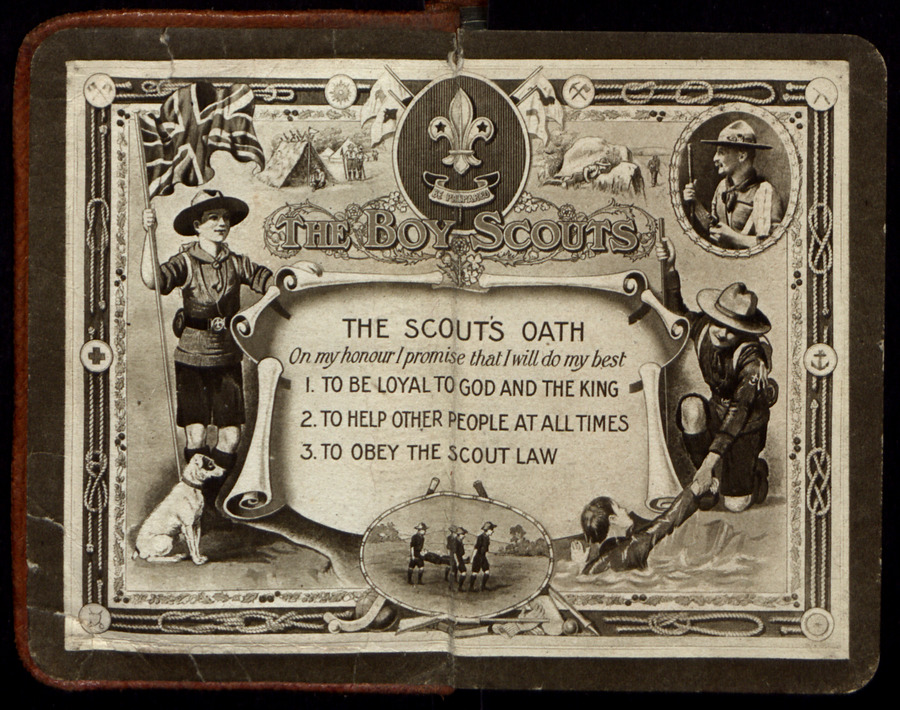 BE PREPARED
THE BOY SCOUTS
THE SCOUT'S OATH
On my honour I promise that I will do my best
1. TO BE LOYAL TO GOD AND THE KING
2. TO HELP OTHER PEOPLE AT ALL TIMES
3. TO OBEY THE SCOUT LAW